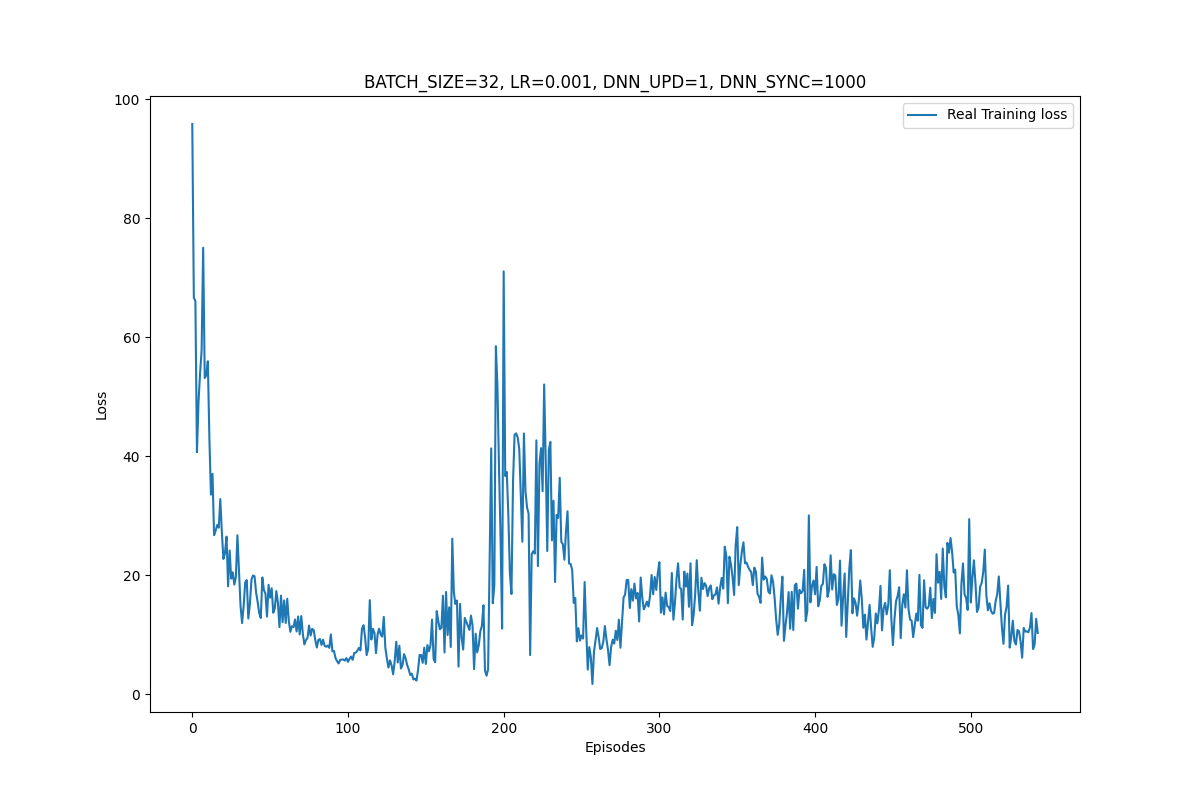 BATCH_SIZE=32, LR=0.001, DNN_UPD=1, DNN_SYNC=1000
Real Training loss
100
80
60
40
20
0
Loss
0 100 200 300 400 500
Episodes